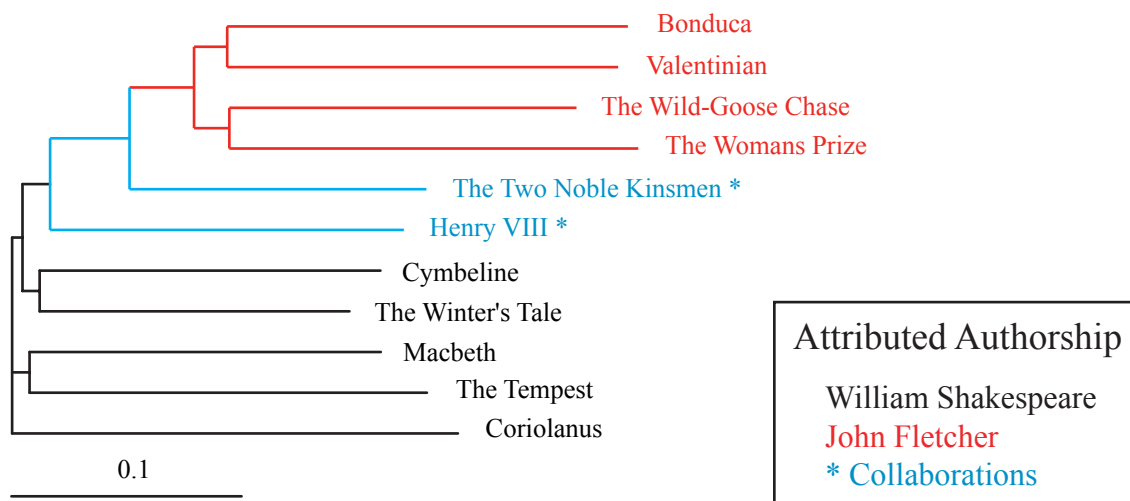 Bonduca
Valentinian
The Wild-Goose Chase
The Womans Prize
The Two Noble Kinsmen *
Henry VIII *
Cymbeline
The Winter's Tale
Macbeth
The Tempest
Coriolanus
0.1
Attributed Authorship
William Shakespeare
John Fletcher
* Collaborations